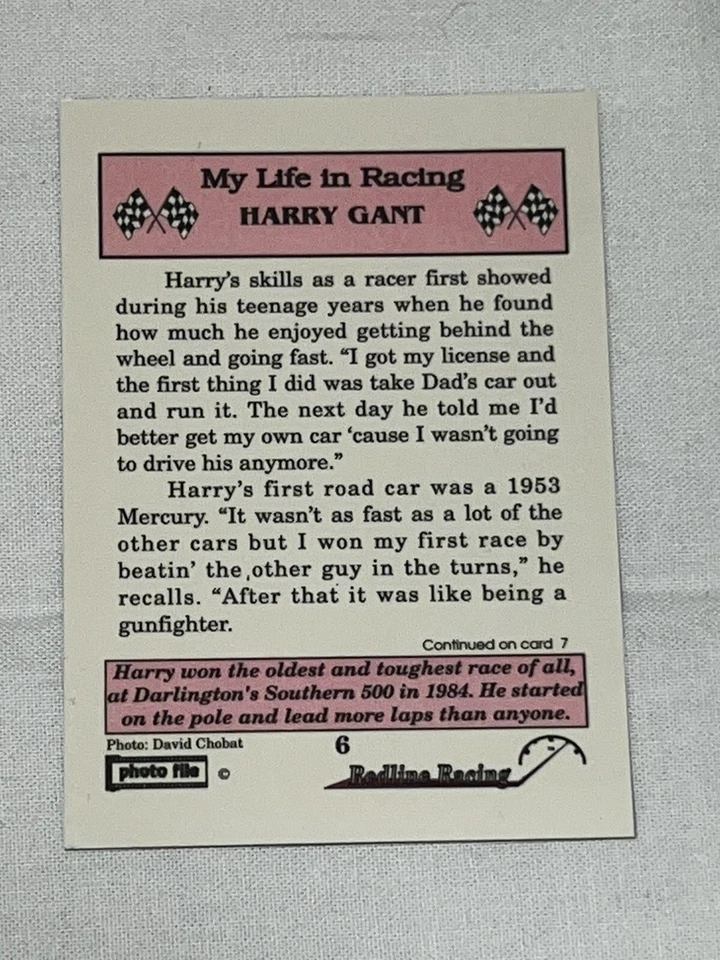 My Life in Racing
HARRY GANT
Harry's skills as a racer first showed
during his teenage years when he found
how much he enjoyed getting behind the
wheel and going fast. “I got my license and
the first thing I did was take Dad's car out
and run it. The next day he told me I'd
better get my own car ‘cause I wasn't going
to drive his anymore.”
Harry's first road car was a 1953
Mercury. “It wasn't as fast as a lot of the
other cars but I won my first race by
beatin' the other guy in the turns,” he
recalls. “After that it was like being a
gunfighter.
Continued on card 7
Harry won the oldest and toughest race of all,
at Darlington's Southern 500 in 1984. He started
on the pole and lead more laps than anyone.
Photo: David Chobat
6
photo file ©
Redline Racing